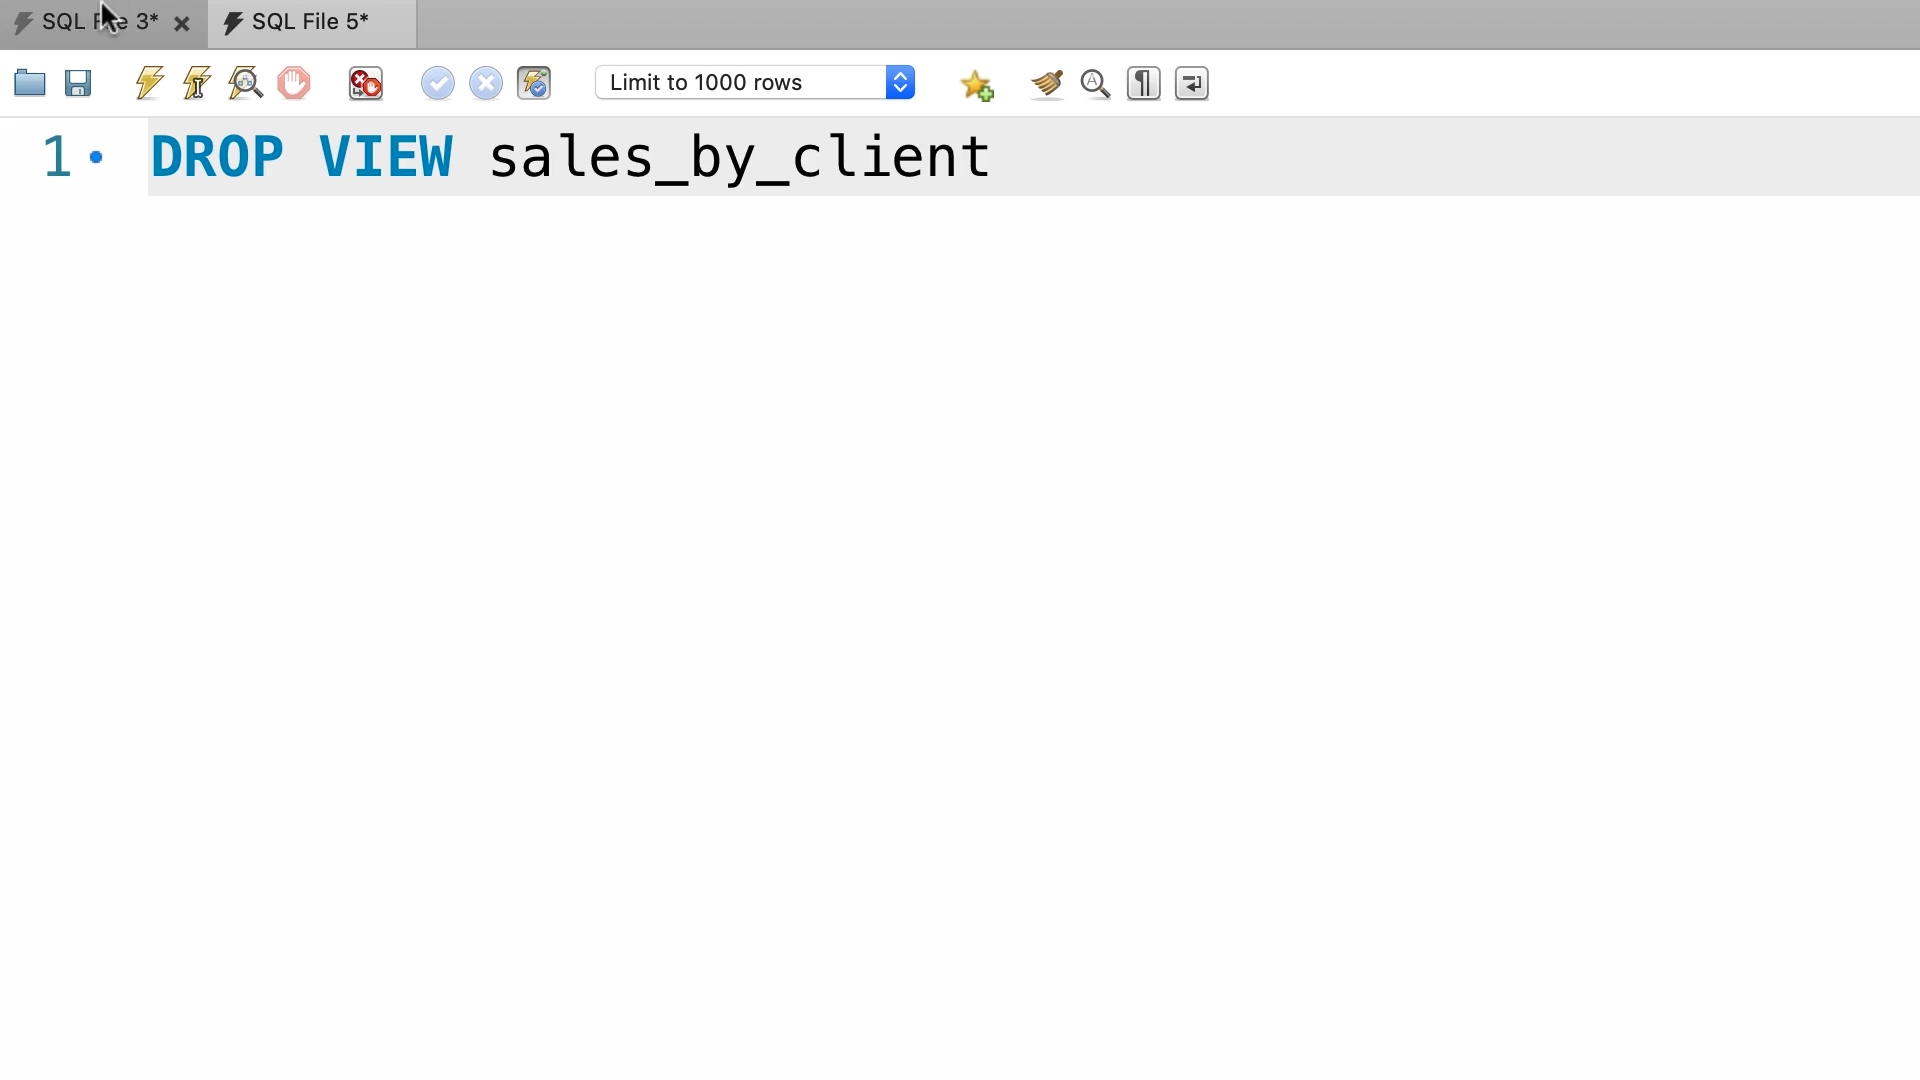 SQL File 3* SQL File 5*
Limit to 1000 rows
1 DROP VIEW sales_by_client